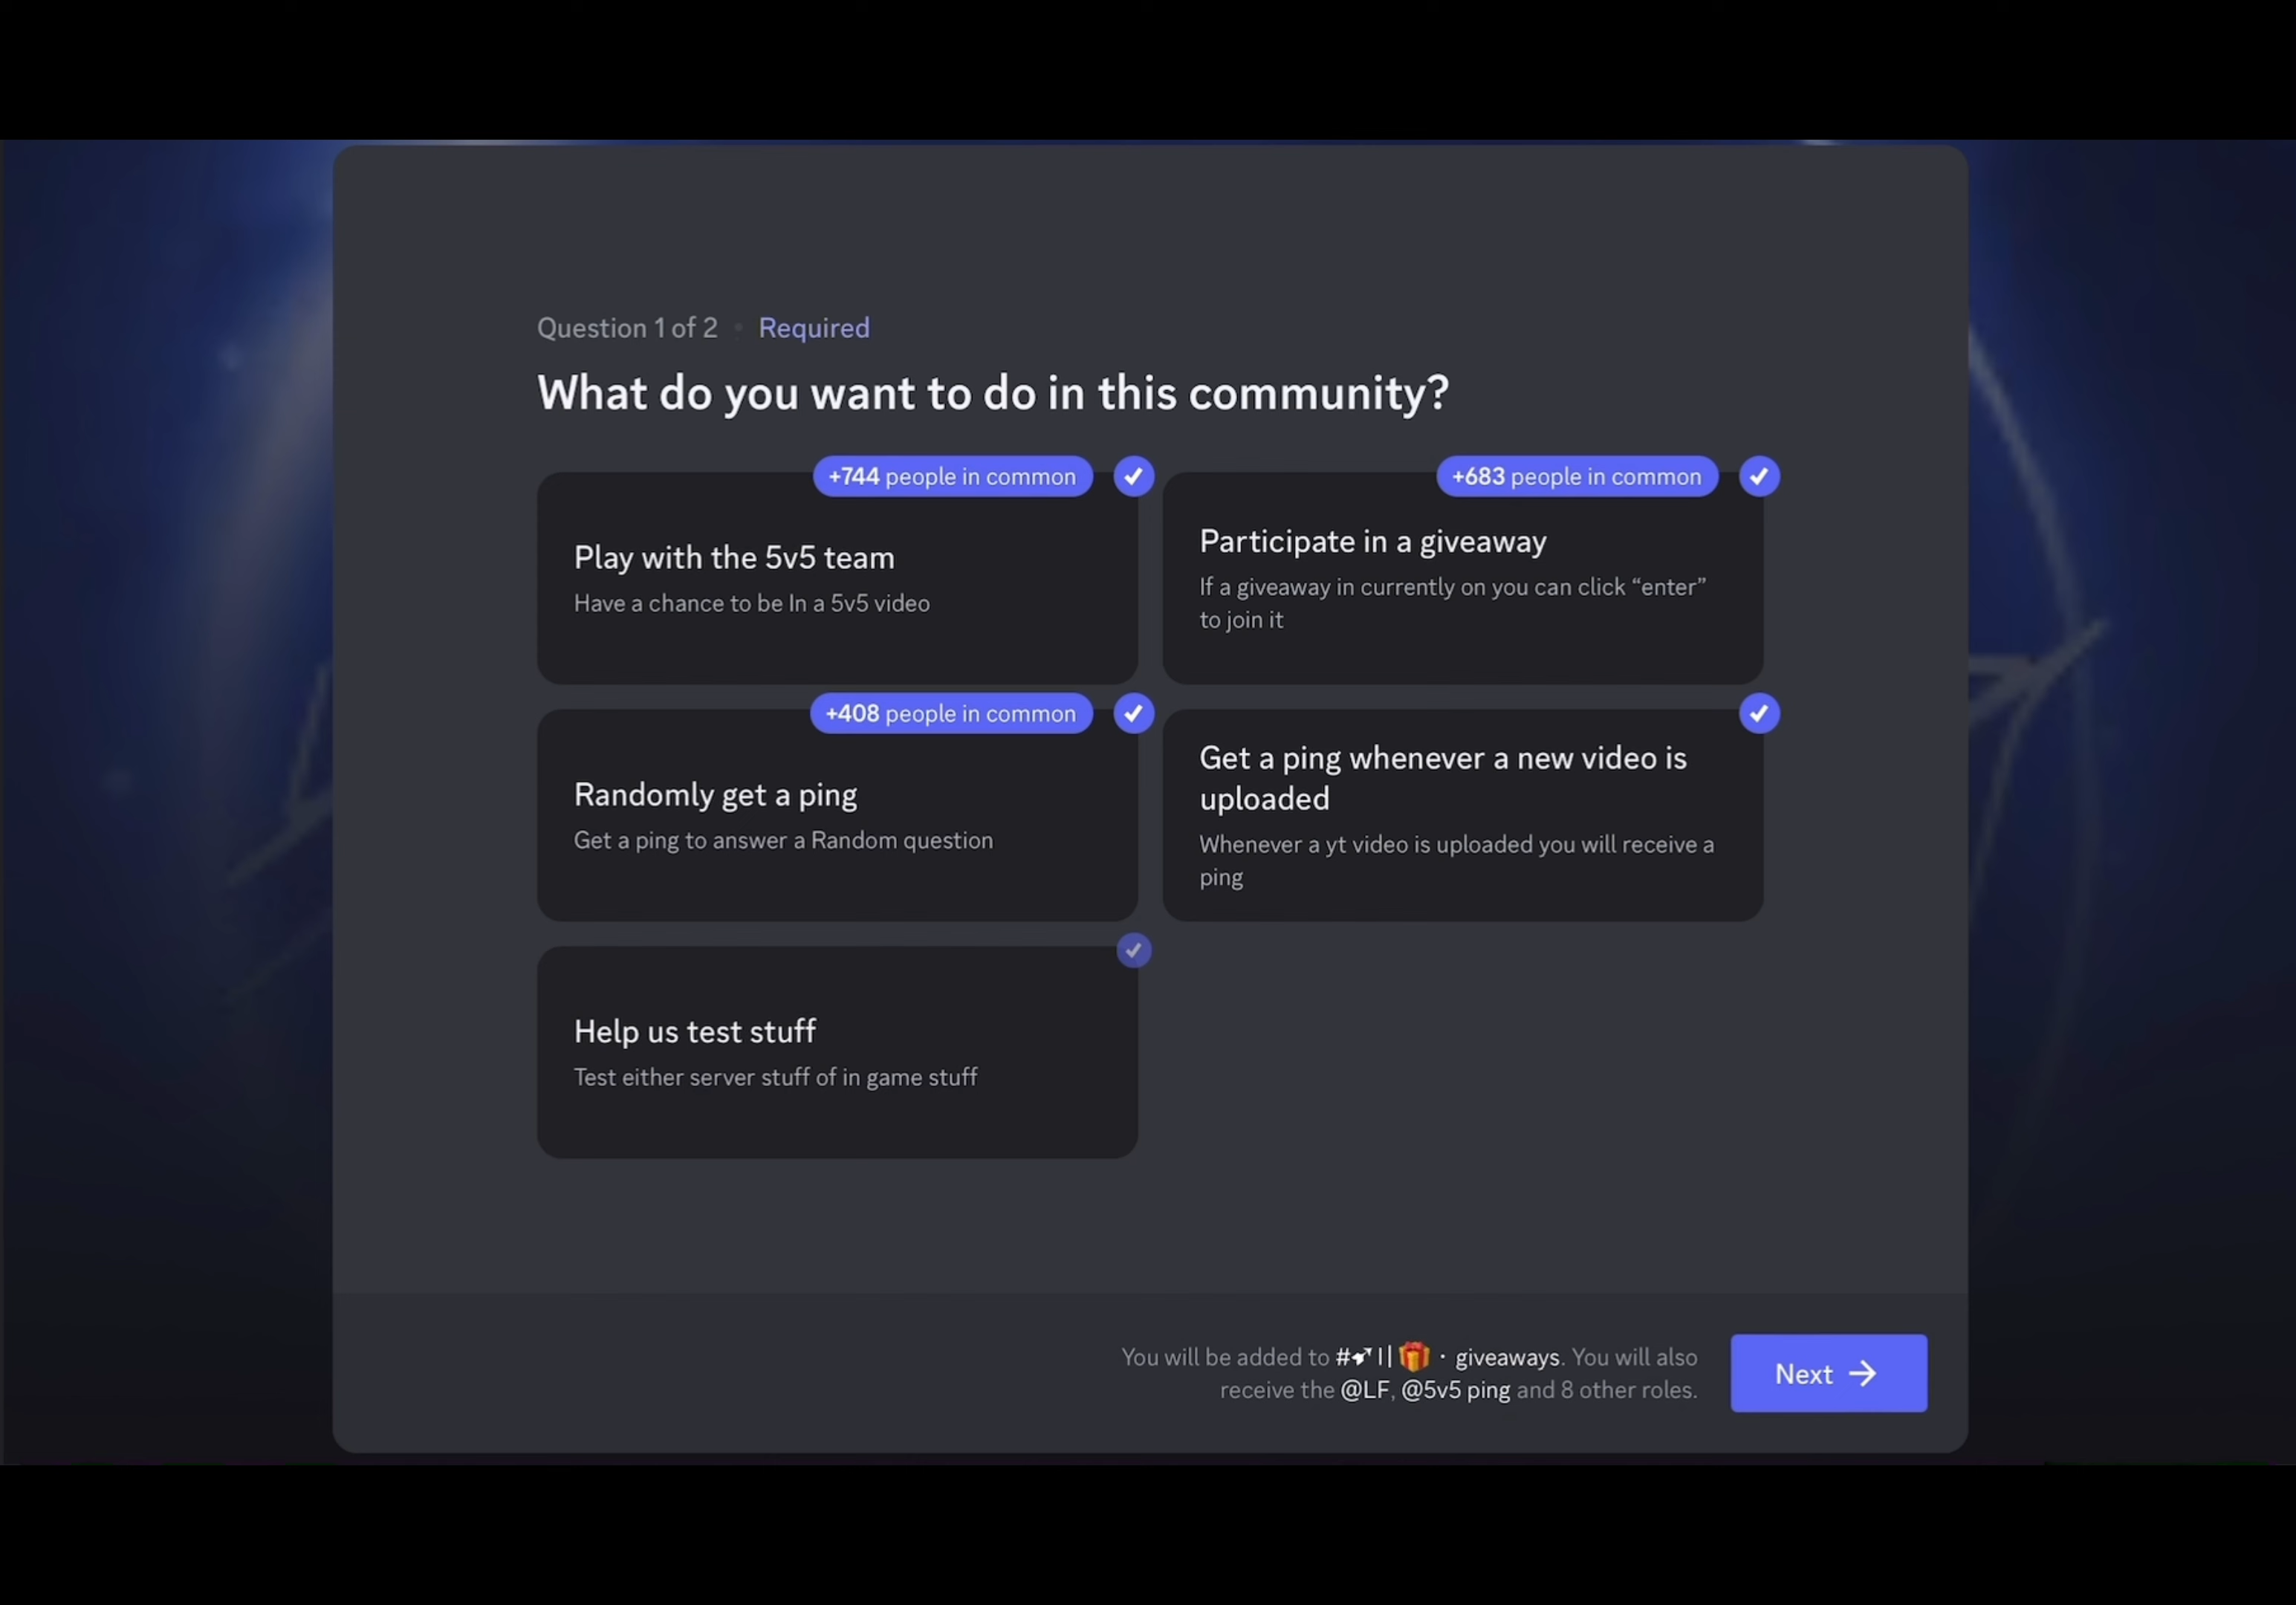 Question 1 of 2 • Required
What do you want to do in this community?
+744 people in common
Play with the 5v5 team
Have a chance to be In a 5v5 video
+683 people in common
Participate in a giveaway
If a giveaway in currently on you can click “enter”
to join it
+408 people in common
Randomly get a ping
Get a ping to answer a Random question
Get a ping whenever a new video is
uploaded
Whenever a yt video is uploaded you will receive a
ping
Help us test stuff
Test either server stuff of in game stuff
You will be added to #➶ || 🎁・giveaways. You will also
receive the @LF, @5v5 ping and 8 other roles.
Next →